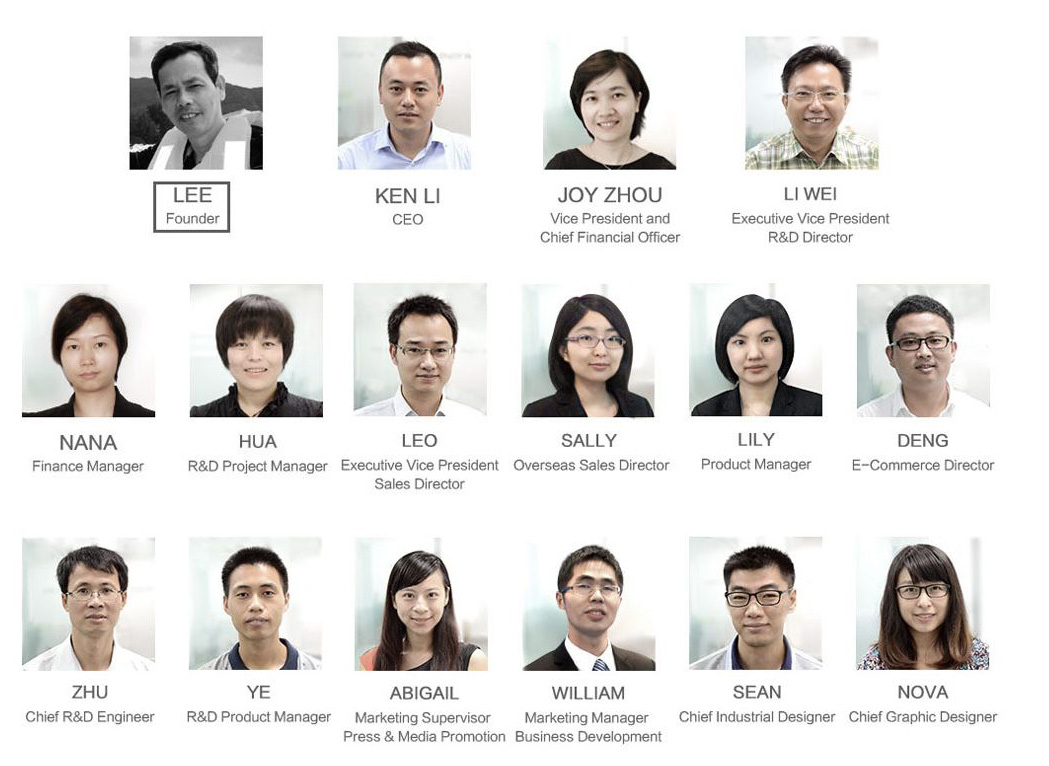 LEE
Founder
KEN LI
CEO
JOY ZHOU
Vice President and
Chief Financial Officer
LI WEI
Executive Vice President
R&D Director
NANA
Finance Manager
HUA
R&D Project Manager
LEO
Executive Vice President
Sales Director
SALLY
Overseas Sales Director
LILY
Product Manager
DENG
E-Commerce Director
ZHU
Chief R&D Engineer
YE
R&D Product Manager
ABIGAIL
Marketing Supervisor
Press & Media Promotion
WILLIAM
Marketing Manager
Business Development
SEAN
Chief Industrial Designer
NOVA
Chief Graphic Designer